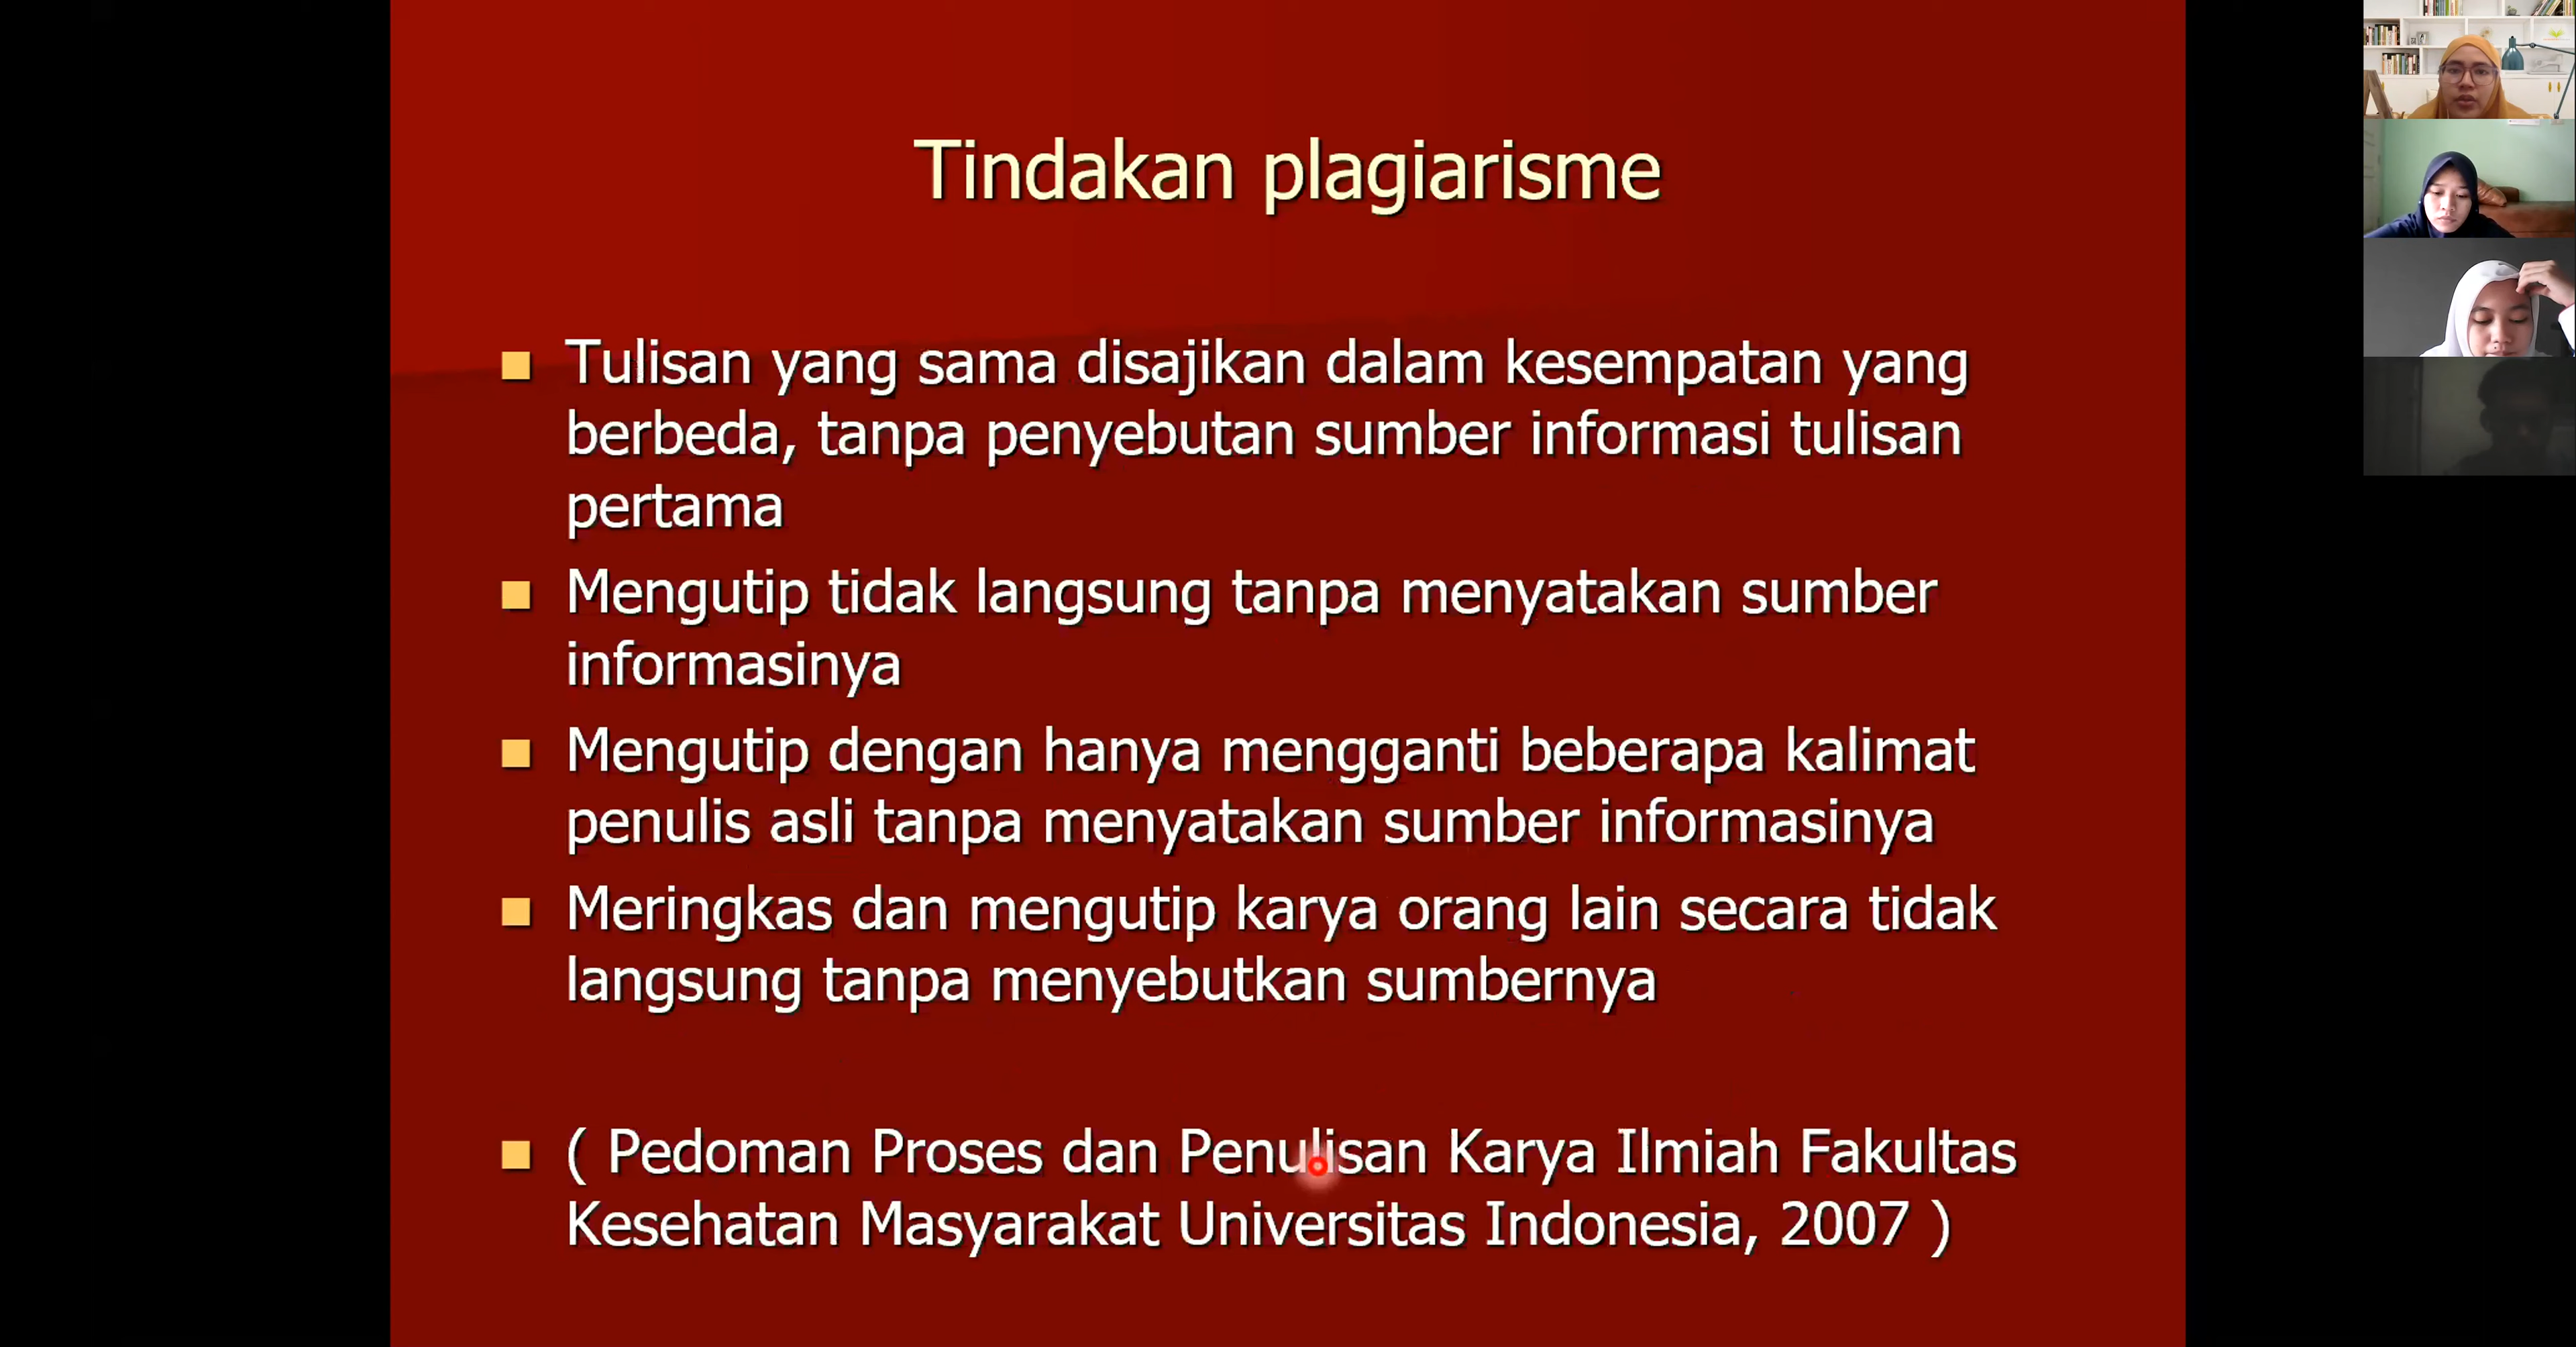 Tindakan plagiarisme
Tulisan yang sama disajikan dalam kesempatan yang
berbeda, tanpa penyebutan sumber informasi tulisan
pertama
Mengutip tidak langsung tanpa menyatakan sumber
informasinya
Mengutip dengan hanya mengganti beberapa kalimat
penulis asli tanpa menyatakan sumber informasinya
Meringkas dan mengutip karya orang lain secara tidak
langsung tanpa menyebutkan sumbernya
( Pedoman Proses dan Penulisan Karya Ilmiah Fakultas
Kesehatan Masyarakat Universitas Indonesia, 2007 )